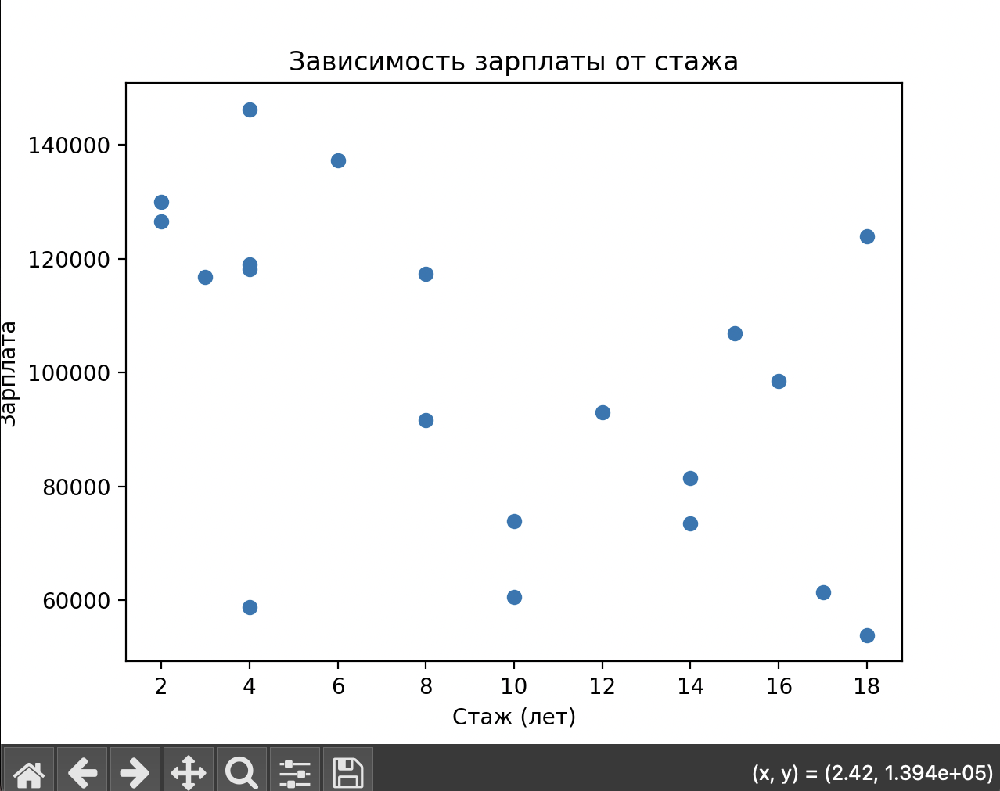 Зависимость зарплаты от стажа
140000
120000
100000
80000
60000
Зарплата
2 4 6 8 10 12 14 16 18
Стаж (лет)
(x, y) = (2.42, 1.394e+05)